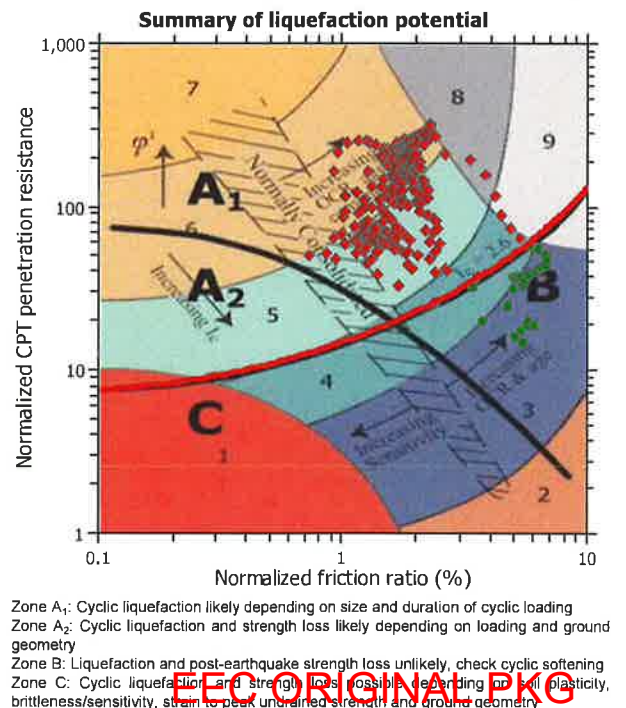 Summary of liquefaction potential
1,000
100
10
1
Normalized CPT penetration resistance
7
8
9
φ'
A1
Normally Consolidated
Increasing
OCR
6
A2
Increasing Ic
5
B
4
C
1
Increasing
Sensitivity
OCR & age
3
2
0.1
1
10
Normalized friction ratio (%)
Zone A1: Cyclic liquefaction likely depending on size and duration of cyclic loading
Zone A2: Cyclic liquefaction and strength loss likely depending on loading and ground
geometry
Zone B: Liquefaction and post-earthquake strength loss unlikely, check cyclic softening
Zone C: Cyclic liquefaction and strength loss possible depending on soil plasticity,
brittleness/sensitivity, strain to peak undrained strength and ground geometry
EEC ORIGINAL PKG